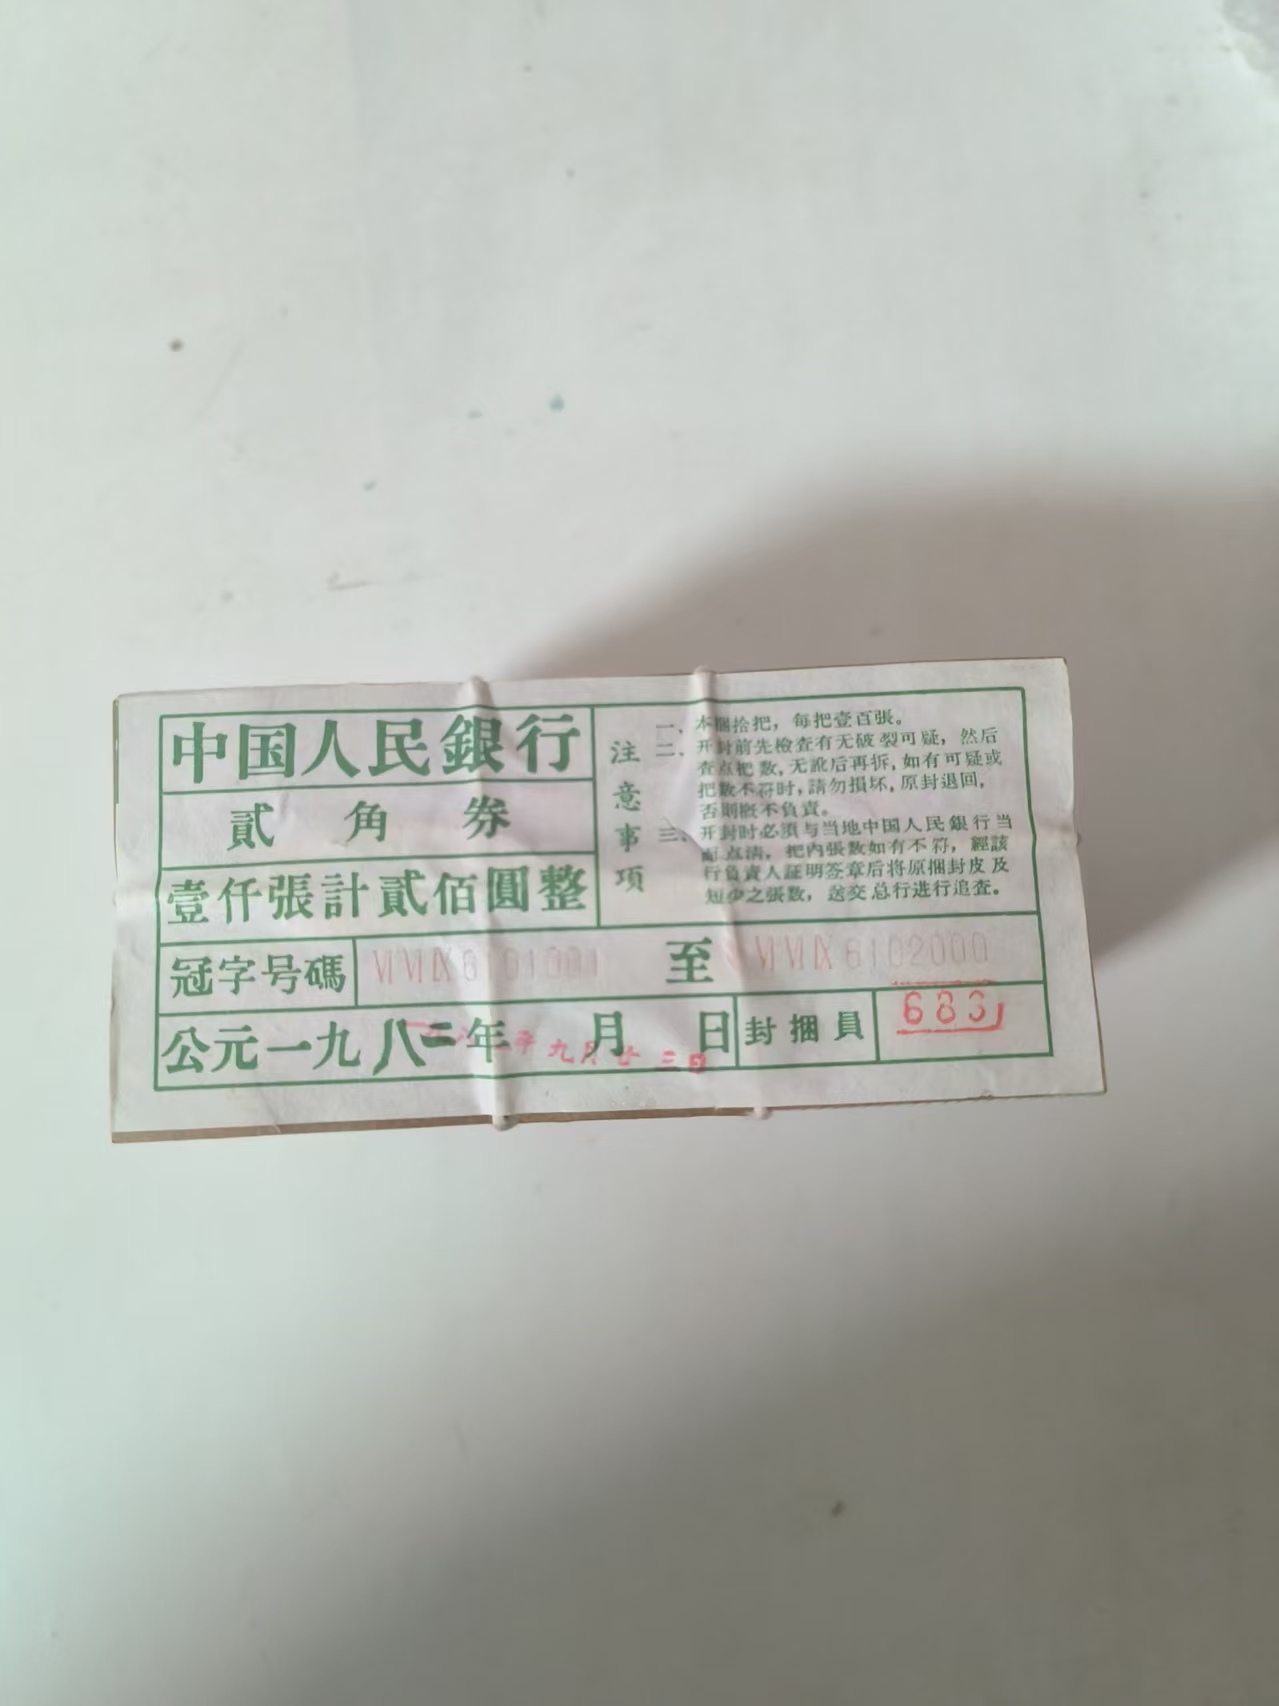 中国人民銀行
貳角券
壹仟張計貳佰圓整
注意事項
一、本捆拾把，每把壹百張。
二、开封前先檢查有无破裂可疑，然后
查点把数，无訛后再拆，如有可疑或
把数不符时，請勿損坏，原封退回，
否則概不負責。
三、开封时必須与当地中国人民銀行当
面点清，把内張数如有不符，經該
行負責人証明签章后将原捆封皮及
短少之張数，送交总行进行追查。
冠字号碼 ⅥⅥⅨ6101001 至 ⅥⅥⅨ6102000
公元一九八二年 月 日
九月廿三日
封捆員 683